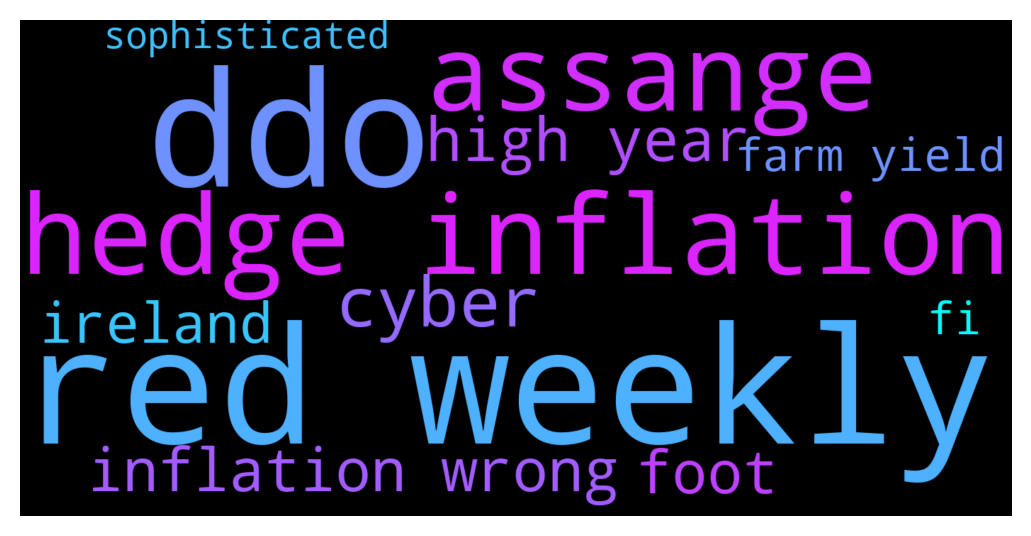 sophisticated
ddo
assange
high year
farm yield
hedge inflation
cyber
ireland
fi
red weekly
inflation wrong
foot